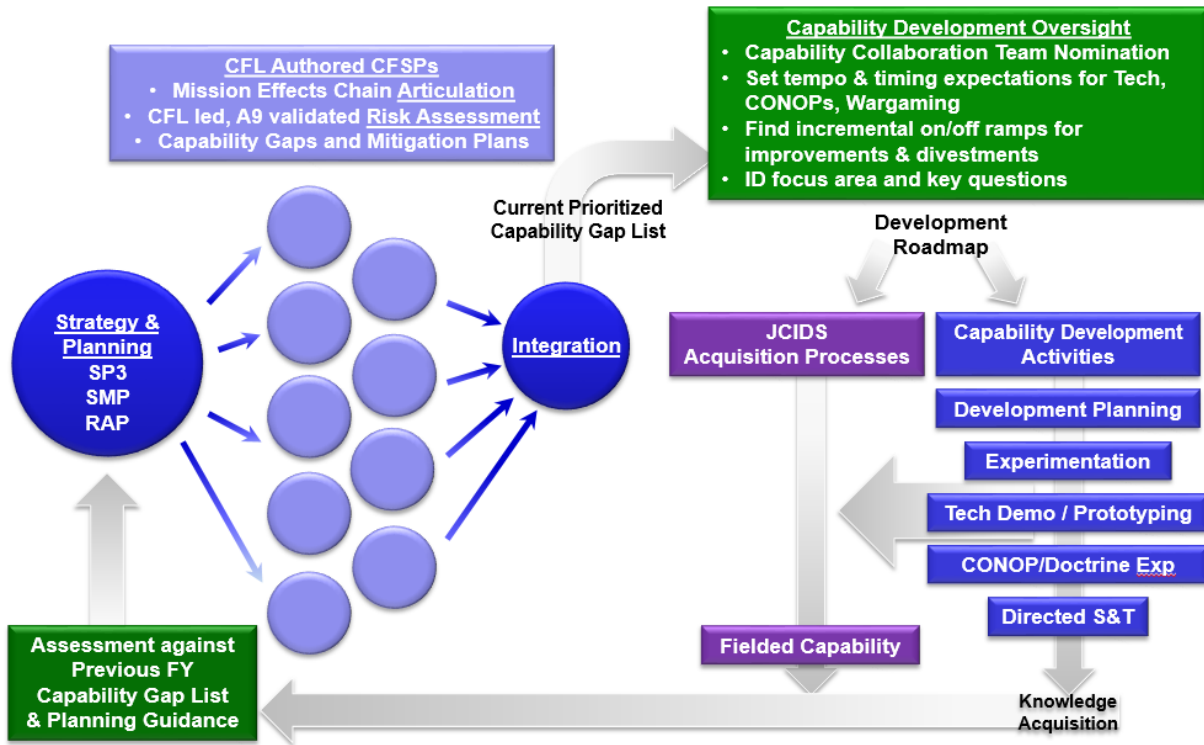 CFL Authored CFSPs
• Mission Effects Chain Articulation
• CFL led, A9 validated Risk Assessment
• Capability Gaps and Mitigation Plans
Capability Development Oversight
• Capability Collaboration Team Nomination
• Set tempo & timing expectations for Tech,
CONOPs, Wargaming
• Find incremental on/off ramps for
improvements & divestments
• ID focus area and key questions
Current Prioritized
Capability Gap List
Development
Roadmap
Strategy &
Planning
SP3
SMP
RAP
Integration
JCIDS
Acquisition Processes
Capability Development
Activities
Development Planning
Experimentation
Tech Demo / Prototyping
CONOP/Doctrine Exp
Directed S&T
Fielded Capability
Assessment against
Previous FY
Capability Gap List
& Planning Guidance
Knowledge
Acquisition